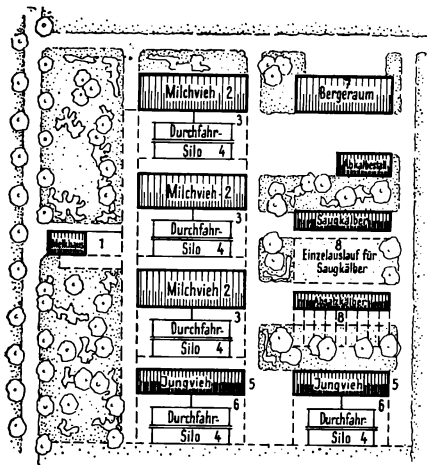 Melkhaus 1
Milchvieh 2
3
Durchfahr-
Silo 4
Milchvieh 2
3
Durchfahr-
Silo 4
Milchvieh 2
3
Durchfahr-
Silo 4
Jungvieh 5
6
Durchfahr-
Silo 4
7
Bergeraum
Abkalbestall
Saugkälber
8
Einzelauslauf für
Saugkälber
8
Jungvieh 5
6
Durchfahr-
Silo 4